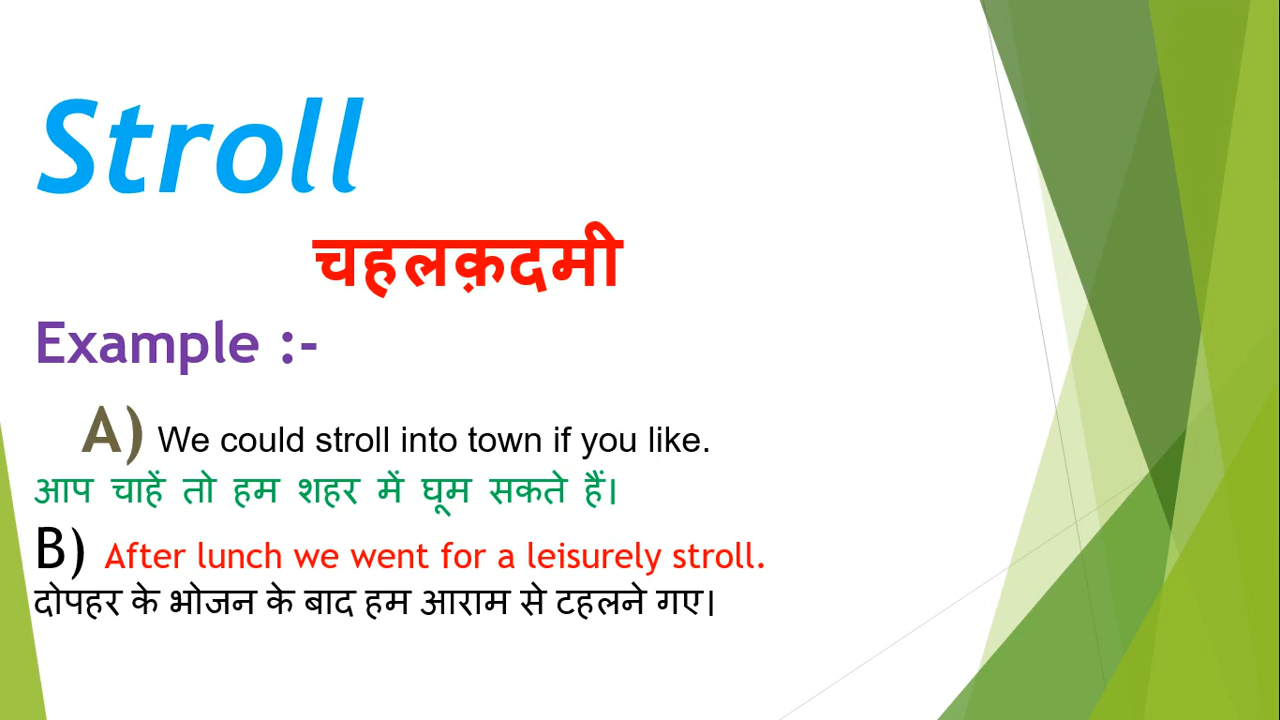 Stroll
चहलक़दमी
Example :-
A) We could stroll into town if you like.
आप चाहें तो हम शहर में घूम सकते हैं।
B) After lunch we went for a leisurely stroll.
दोपहर के भोजन के बाद हम आराम से टहलने गए।